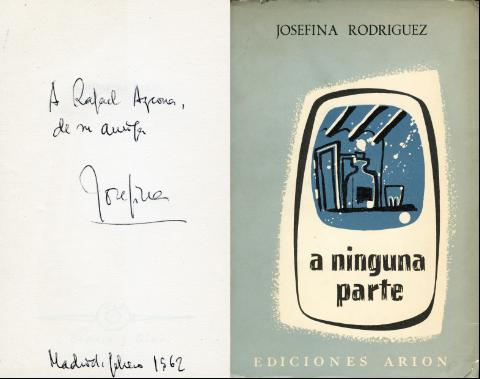 A Rafael Azcona,
de su amiga
Josefina
Madrid, febrero 1962
JOSEFINA RODRIGUEZ
a ninguna
parte
EDICIONES ARION